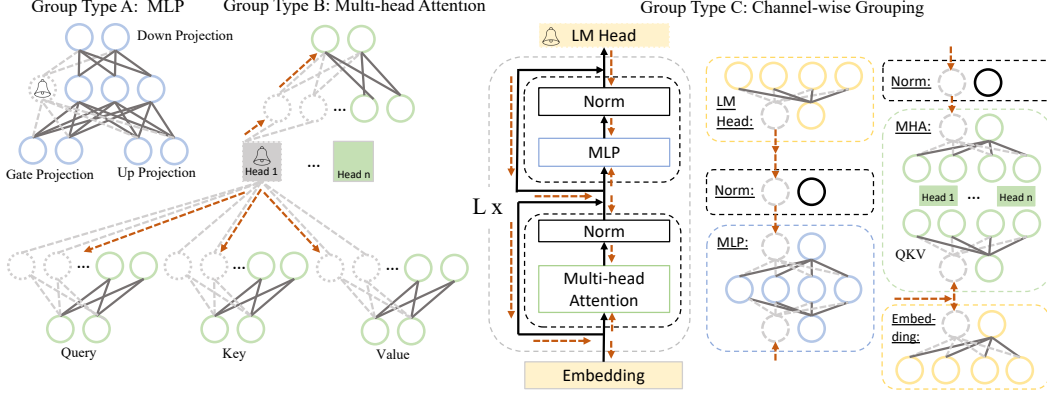 Group Type A: MLP
Down Projection
Gate Projection
Up Projection
Group Type B: Multi-head Attention
...
Head 1
...
Head n
...
...
...
Query
Key
Value
Group Type C: Channel-wise Grouping
LM Head
Norm
MLP
L x
Norm
Multi-head
Attention
Embedding
LM
Head:
Norm:
MLP:
Norm:
MHA:
Head 1
...
Head n
QKV
Embed-
ding: